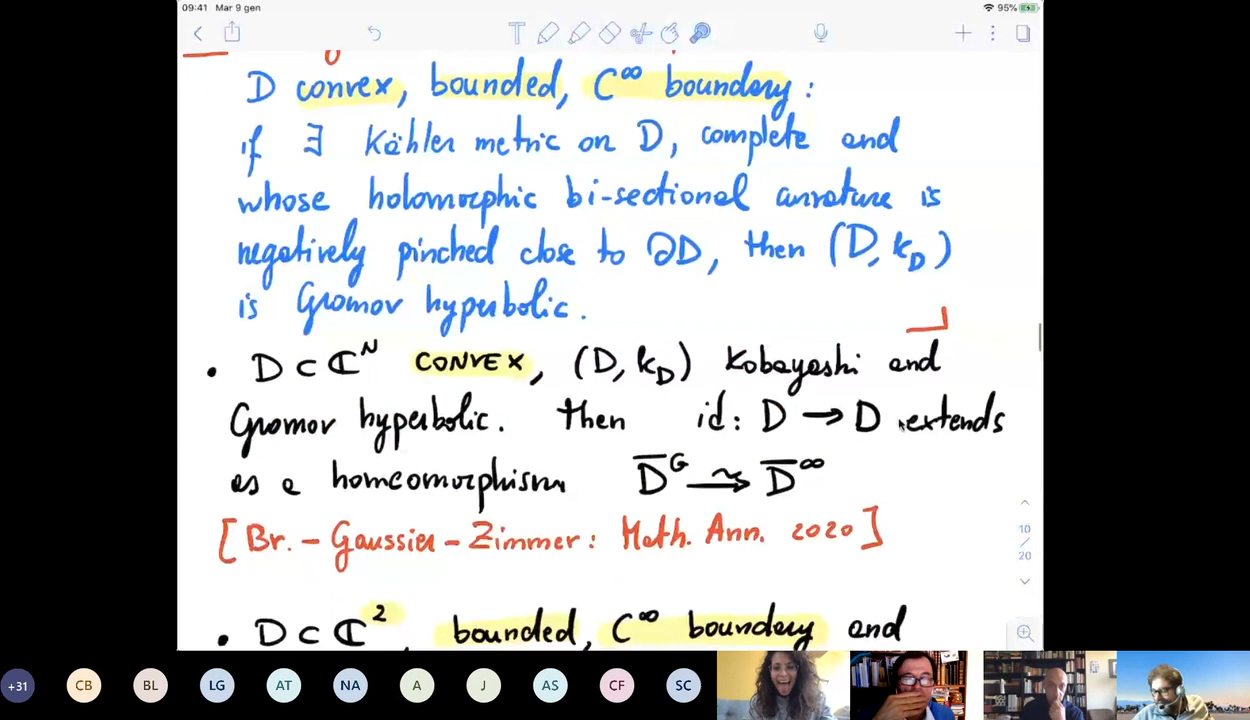 09:41 Mar 9 gen
95%
D convex, bounded, C^∞ boundary:
if ∃ Kähler metric on D, complete and
whose holomorphic bi-sectional curvature is
negatively pinched close to ∂D, then (D, k_D)
is Gromov hyperbolic.
• D ⊂ ℂ^N CONVEX, (D, k_D) Kobayashi and
Gromov hyperbolic. Then id: D → D extends
as a homeomorphism D̅^G ⥲ D̅^∞
[Br. - Gaussier - Zimmer: Math. Ann. 2020]
10
/
20
• D ⊂ ℂ^2, bounded, C^∞ boundary and
+31 CB BL LG AT NA A J AS CF SC